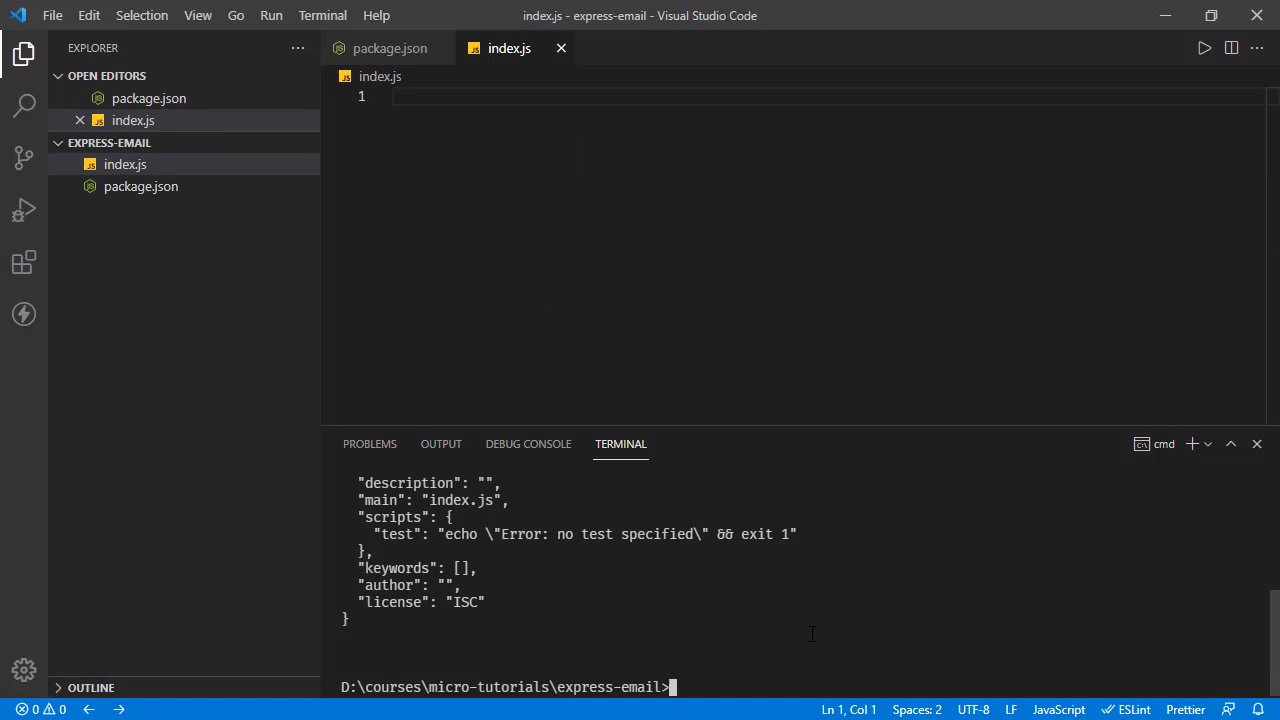 File Edit Selection View Go Run Terminal Help
index.js - express-email - Visual Studio Code
EXPLORER
OPEN EDITORS
package.json
index.js
EXPRESS-EMAIL
index.js
package.json
OUTLINE
package.json
index.js
index.js
1
PROBLEMS OUTPUT DEBUG CONSOLE TERMINAL
cmd
"description": "",
"main": "index.js",
"scripts": {
"test": "echo \"Error: no test specified\" && exit 1"
},
"keywords": [],
"author": "",
"license": "ISC"
}
D:\courses\micro-tutorials\express-email>
0 0
Ln 1, Col 1 Spaces: 2 UTF-8 LF JavaScript ESLint Prettier